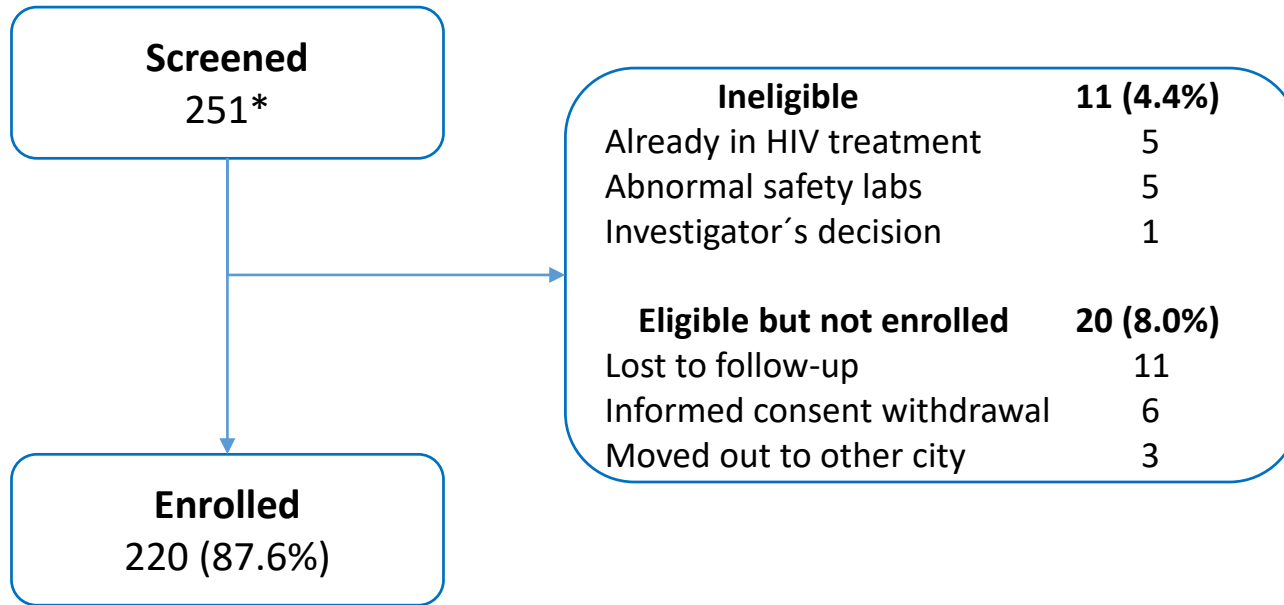 Screened
251*
Ineligible 11 (4.4%)
Already in HIV treatment 5
Abnormal safety labs 5
Investigator´s decision 1
Eligible but not enrolled 20 (8.0%)
Lost to follow-up 11
Informed consent withdrawal 6
Moved out to other city 3
Enrolled
220 (87.6%)